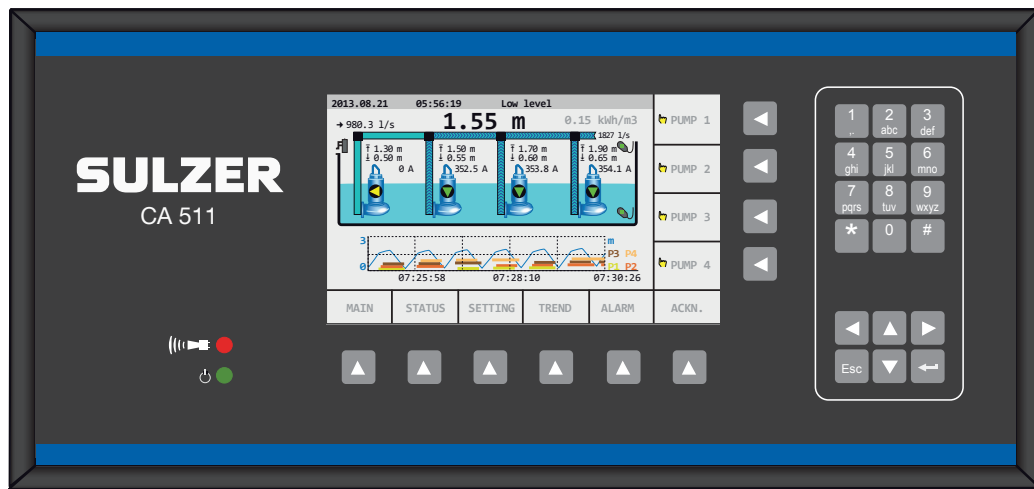 2013.08.21 05:56:19 Low level
980.3 l/s 1.55 m 0.15 kWh/m3
1827 l/s
1.30 m 1.50 m 1.70 m 1.90 m
0.50 m 0.55 m 0.60 m 0.65 m
0 A 352.5 A 353.8 A 354.1 A
3 m
P3 P4
0 P1 P2
07:25:58 07:28:10 07:30:26
MAIN STATUS SETTING TREND ALARM ACKN.
PUMP 1
PUMP 2
PUMP 3
PUMP 4
SULZER
CA 511
1 ,. 2 abc 3 def
4 ghi 5 jkl 6 mno
7 pqrs 8 tuv 9 wxyz
* 0 #
Esc